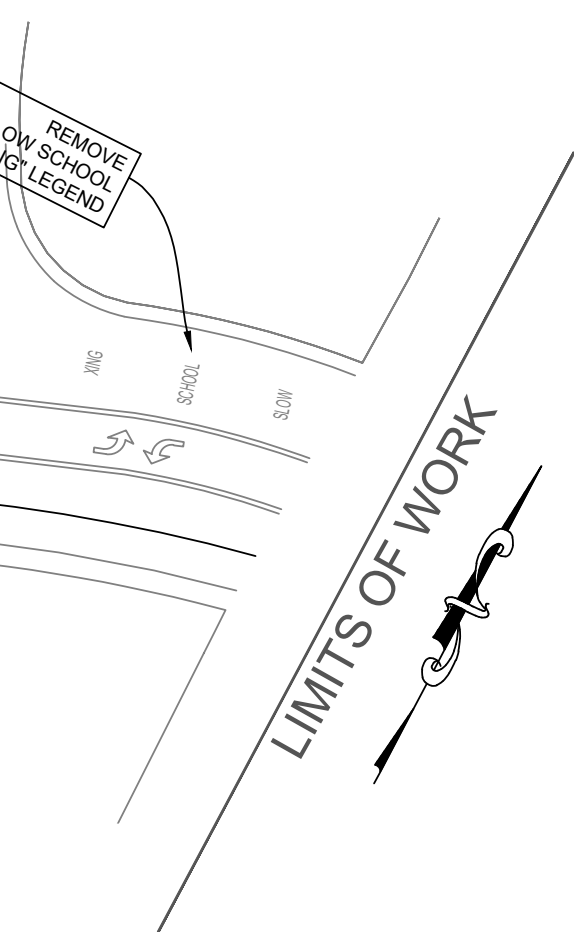 REMOVE
OW SCHOOL
G" LEGEND
XING
SCHOOL
SLOW
LIMITS OF WORK